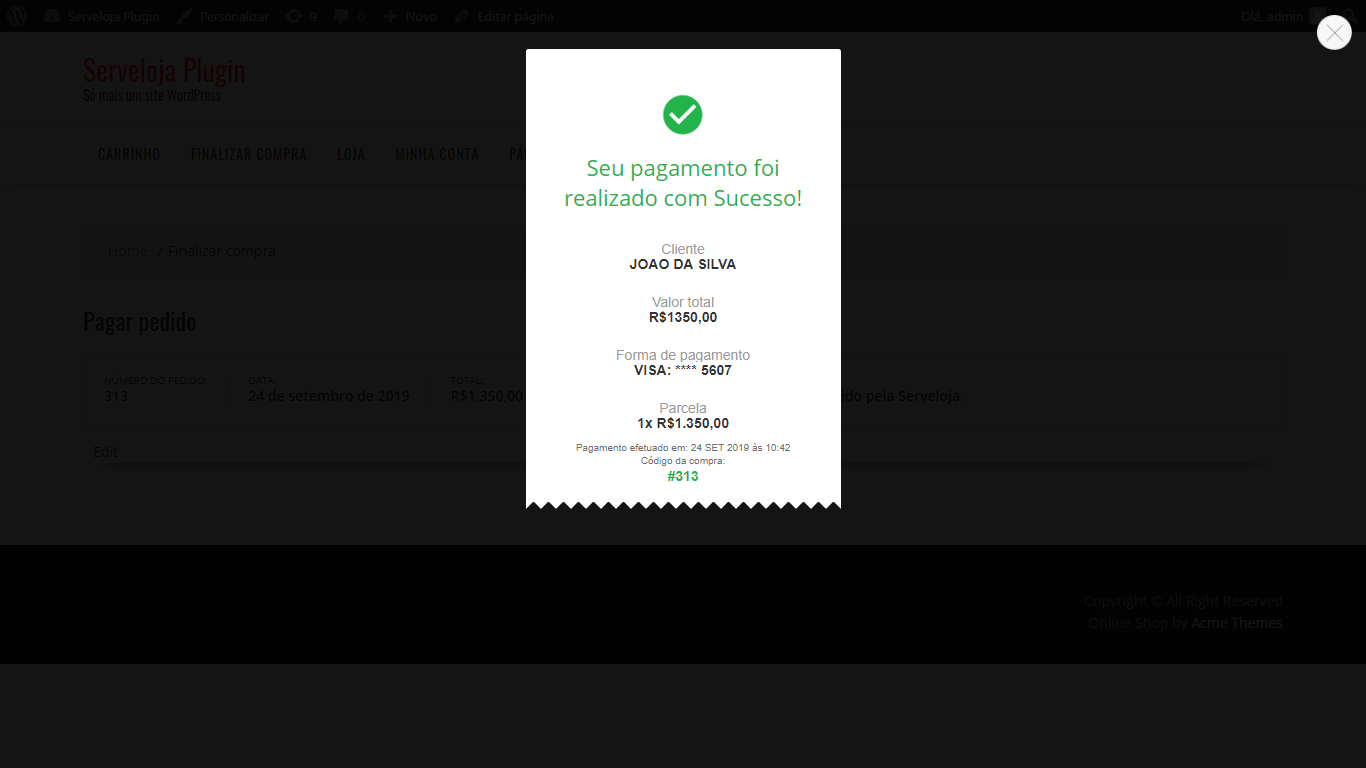 Serveloja Plugin
Personalizar
9
0
Novo
Editar página
Olá, admin
Serveloja Plugin
Só mais um site WordPress
CARRINHO
FINALIZAR COMPRA
LOJA
MINHA CONTA
Home / Finalizar compra
Pagar pedido
NÚMERO DO PEDIDO:
313
DATA:
24 de setembro de 2019
TOTAL:
R$1.350,00
pela Serveloja.
Edit
Seu pagamento foi
realizado com Sucesso!
Cliente
JOAO DA SILVA
Valor total
R$1350,00
Forma de pagamento
VISA: **** 5607
Parcela
1x R$1.350,00
Pagamento efetuado em: 24 SET 2019 às 10:42
Código da compra:
#313
Copyright © All Right Reserved
Online Shop by Acme Themes